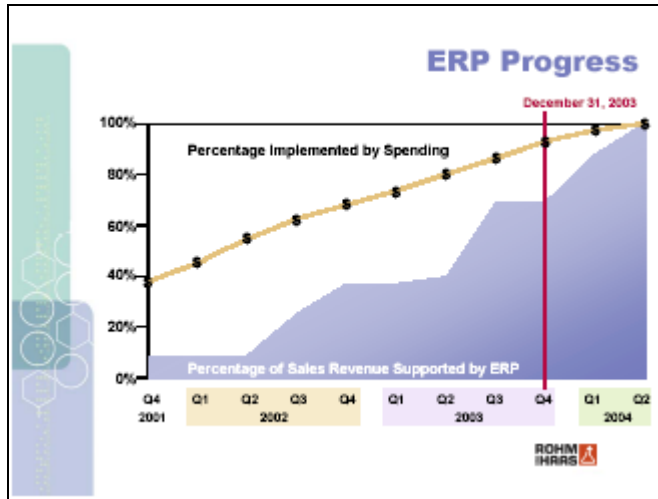 ERP Progress
December 31, 2003
100%
Percentage Implemented by Spending
80%
60%
40%
20%
Percentage of Sales Revenue Supported by ERP
0%
$ $ $ $ $ $ $ $ $ $ $
Q4 Q1 Q2 Q3 Q4 Q1 Q2 Q3 Q4 Q1 Q2
2001 2002 2003 2004
ROHM
HAAS